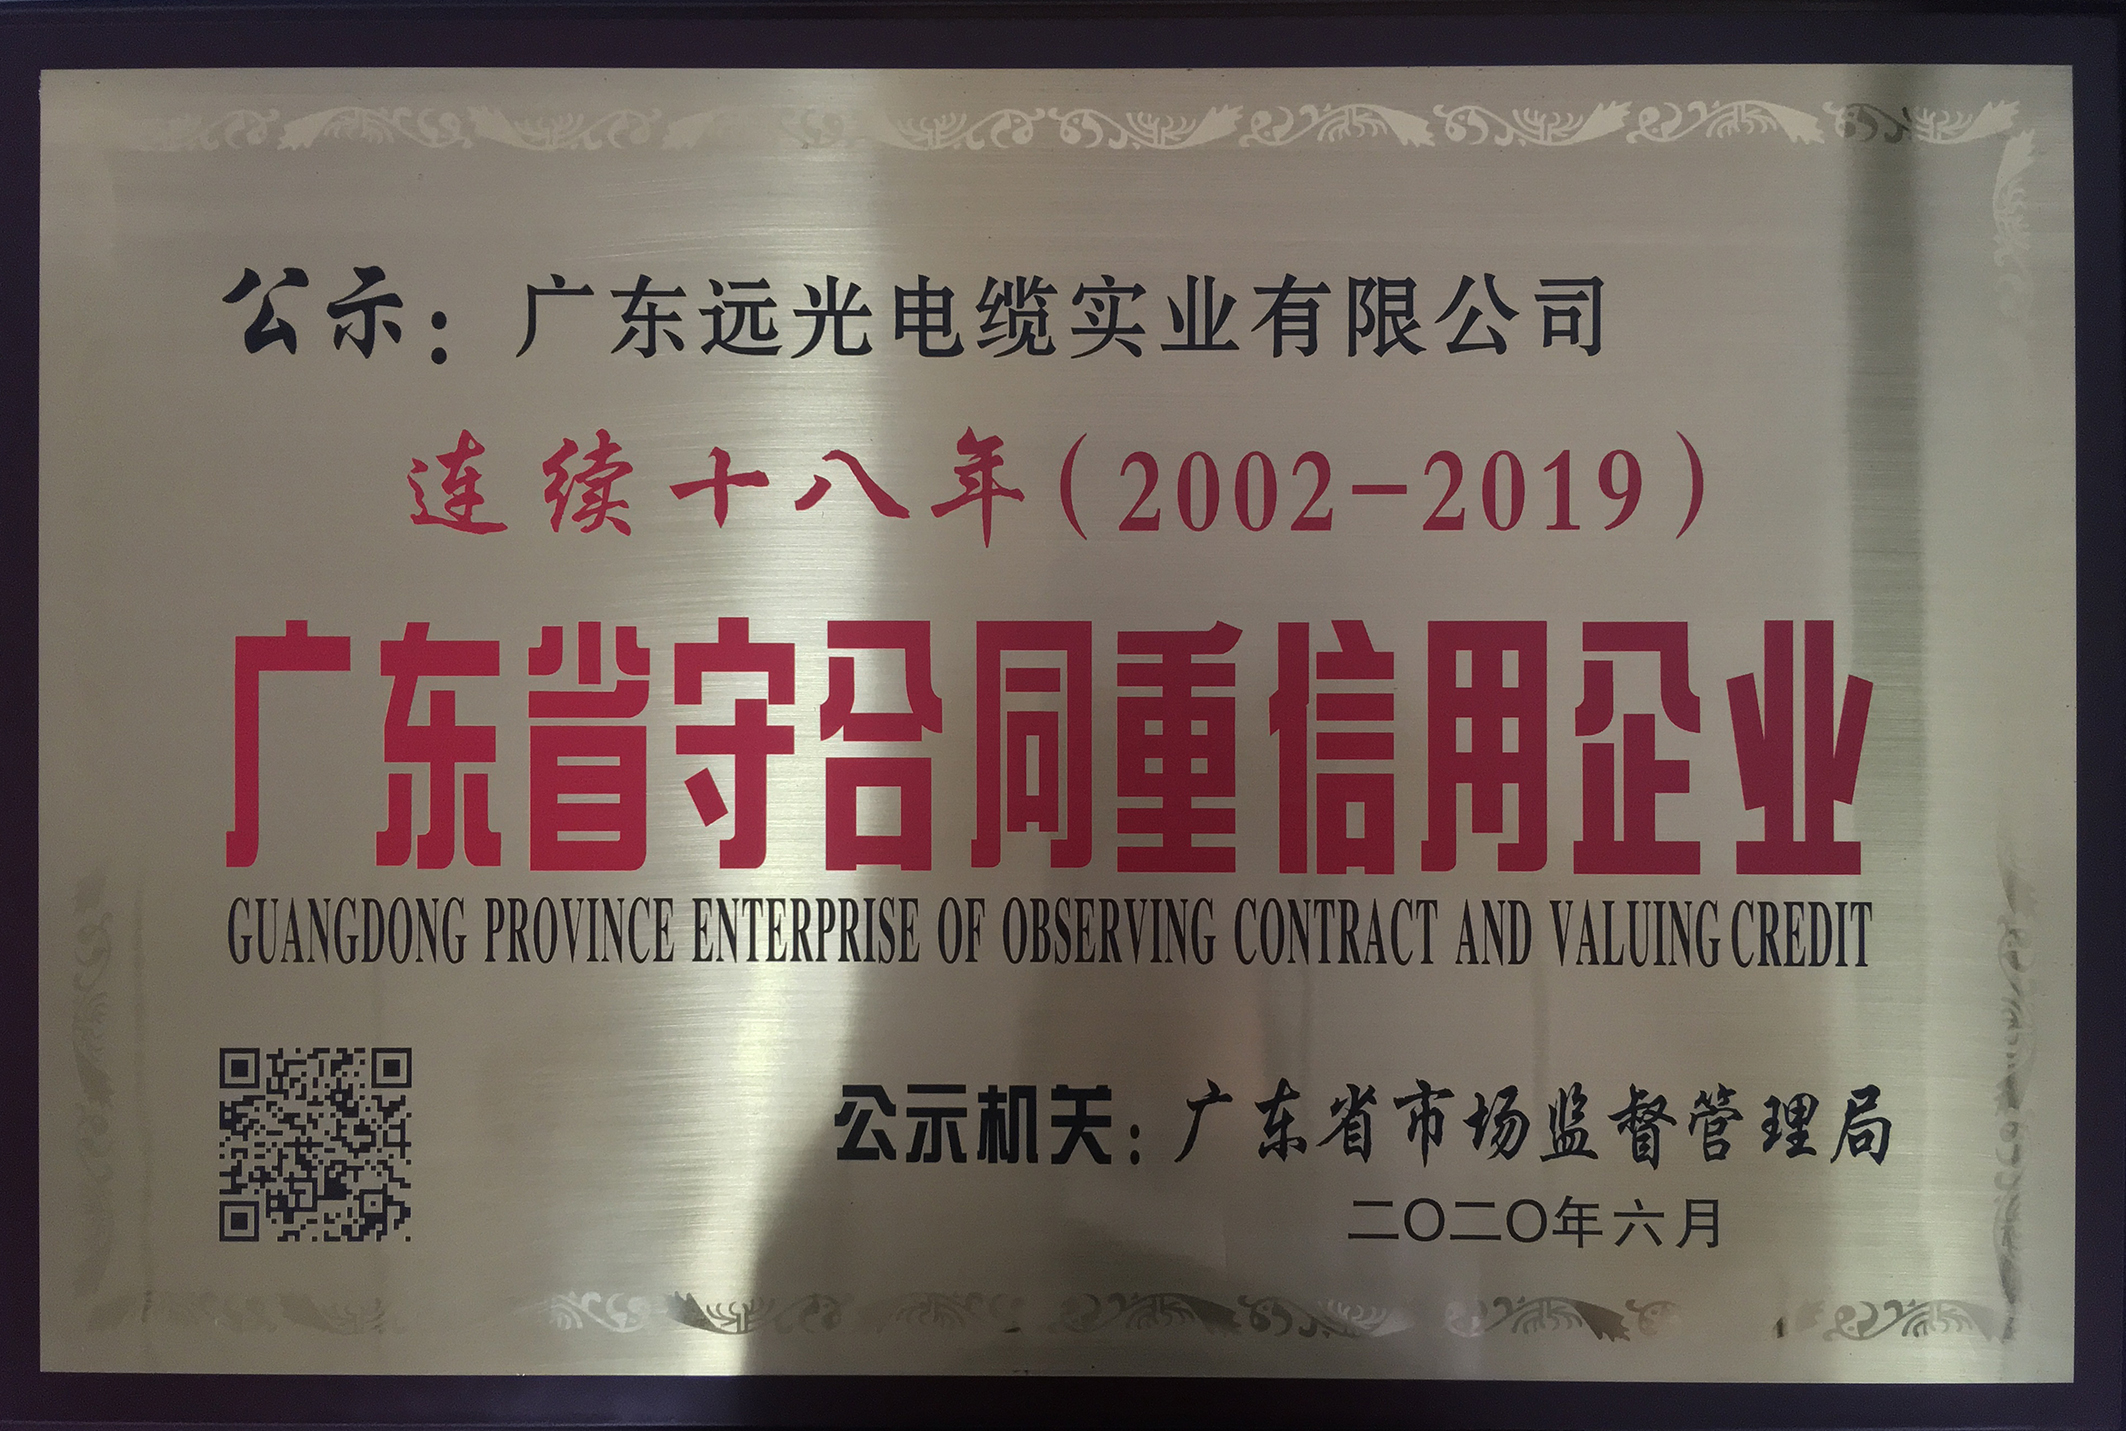 公示：广东远光电缆实业有限公司
连续十八年（2002-2019）
广东省守合同重信用企业
GUANGDONG PROVINCE ENTERPRISE OF OBSERVING CONTRACT AND VALUING CREDIT
公示机关：广东省市场监督管理局
二〇二〇年六月